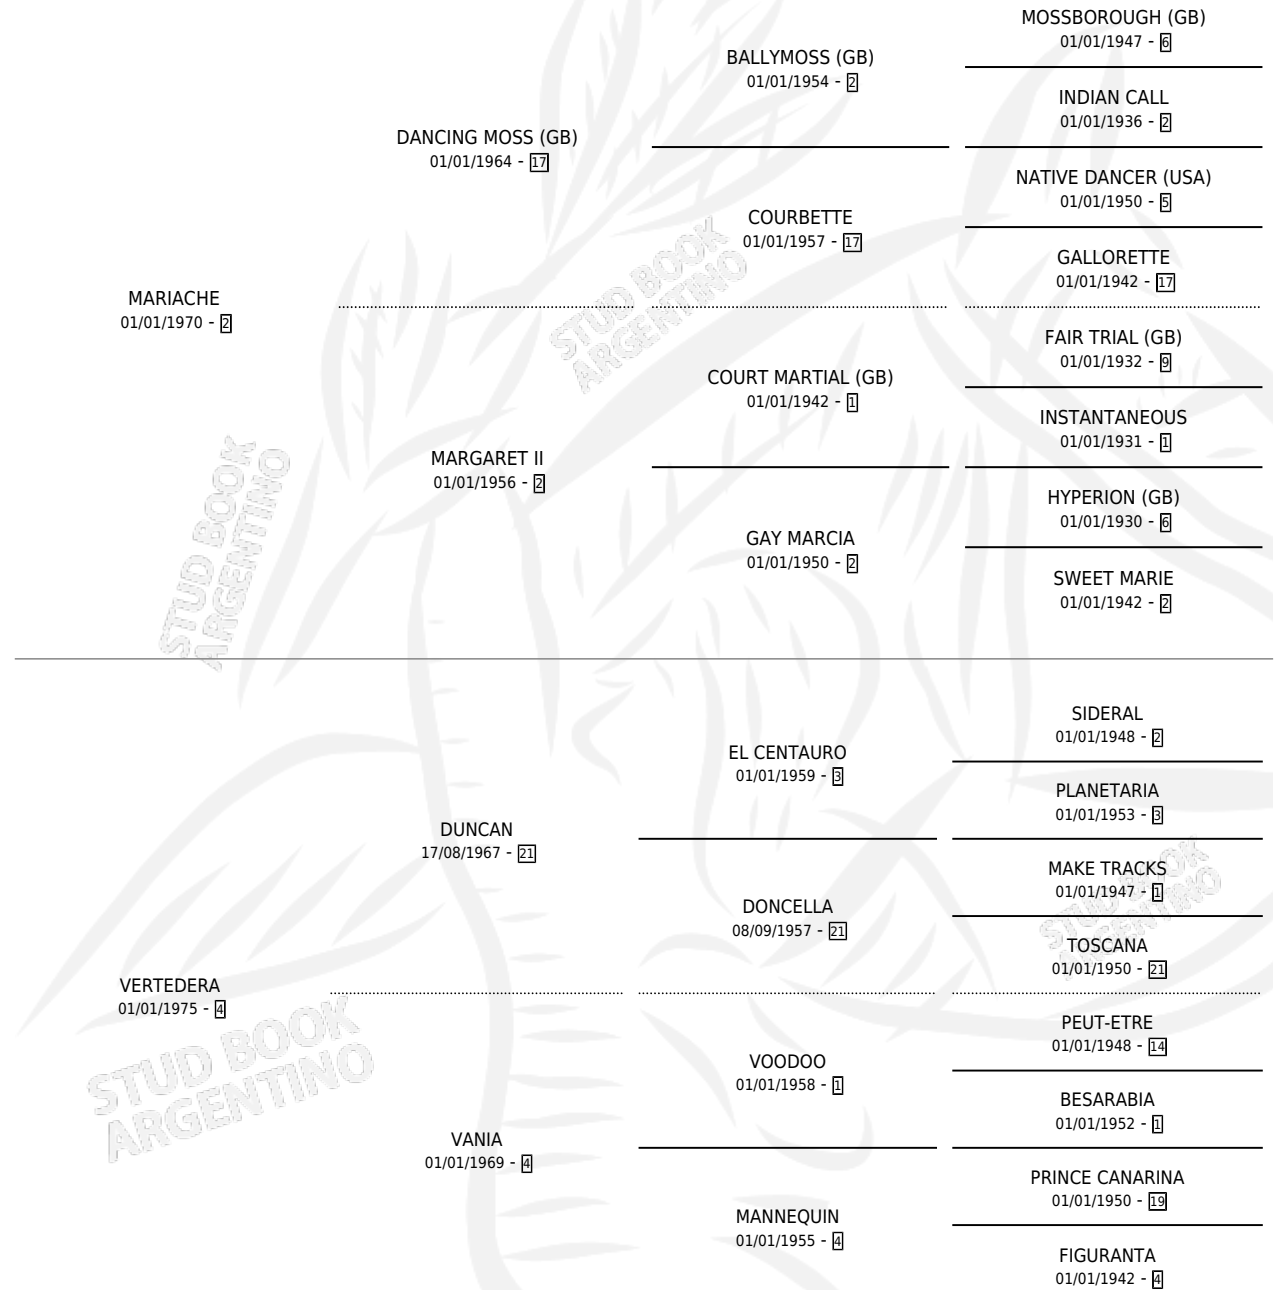 MOSSBOROUGH (GB)
01/01/1947 - 6
BALLYMOSS (GB)
01/01/1954 - 2
INDIAN CALL
01/01/1936 - 2
DANCING MOSS (GB)
01/01/1964 - 17
NATIVE DANCER (USA)
01/01/1950 - 5
COURBETTE
01/01/1957 - 17
GALLORETTE
01/01/1942 - 17
MARIACHE
01/01/1970 - 2
FAIR TRIAL (GB)
01/01/1932 - 9
COURT MARTIAL (GB)
01/01/1942 - 1
INSTANTANEOUS
01/01/1931 - 1
MARGARET II
01/01/1956 - 2
HYPERION (GB)
01/01/1930 - 6
GAY MARCIA
01/01/1950 - 2
SWEET MARIE
01/01/1942 - 2
SIDERAL
01/01/1948 - 2
EL CENTAURO
01/01/1959 - 3
PLANETARIA
01/01/1953 - 3
DUNCAN
17/08/1967 - 21
MAKE TRACKS
01/01/1947 - 1
DONCELLA
08/09/1957 - 21
TOSCANA
01/01/1950 - 21
VERTEDERA
01/01/1975 - 4
PEUT-ETRE
01/01/1948 - 14
VOODOO
01/01/1958 - 1
BESARABIA
01/01/1952 - 1
VANIA
01/01/1969 - 4
PRINCE CANARINA
01/01/1950 - 19
MANNEQUIN
01/01/1955 - 4
FIGURANTA
01/01/1942 - 4
STUD BOOK
ARGENTINO
STUD BOOK
ARGENTINO
STUD BOOK
ARGENTINO
STUD BOOK
ARGENTINO